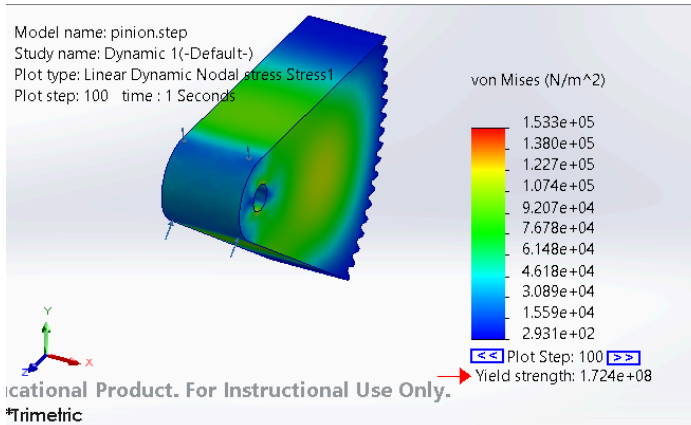 Model name: pinion.step
Study name: Dynamic 1(-Default-)
Plot type: Linear Dynamic Nodal stress Stress1
Plot step: 100   time : 1 Seconds
von Mises (N/m^2)
1.533e+05
1.380e+05
1.227e+05
1.074e+05
9.207e+04
7.678e+04
6.148e+04
4.618e+04
3.089e+04
1.559e+04
2.931e+02
<< Plot Step: 100 >>
Yield strength: 1.724e+08
Y
X
Z
cational Product. For Instructional Use Only.
*Trimetric